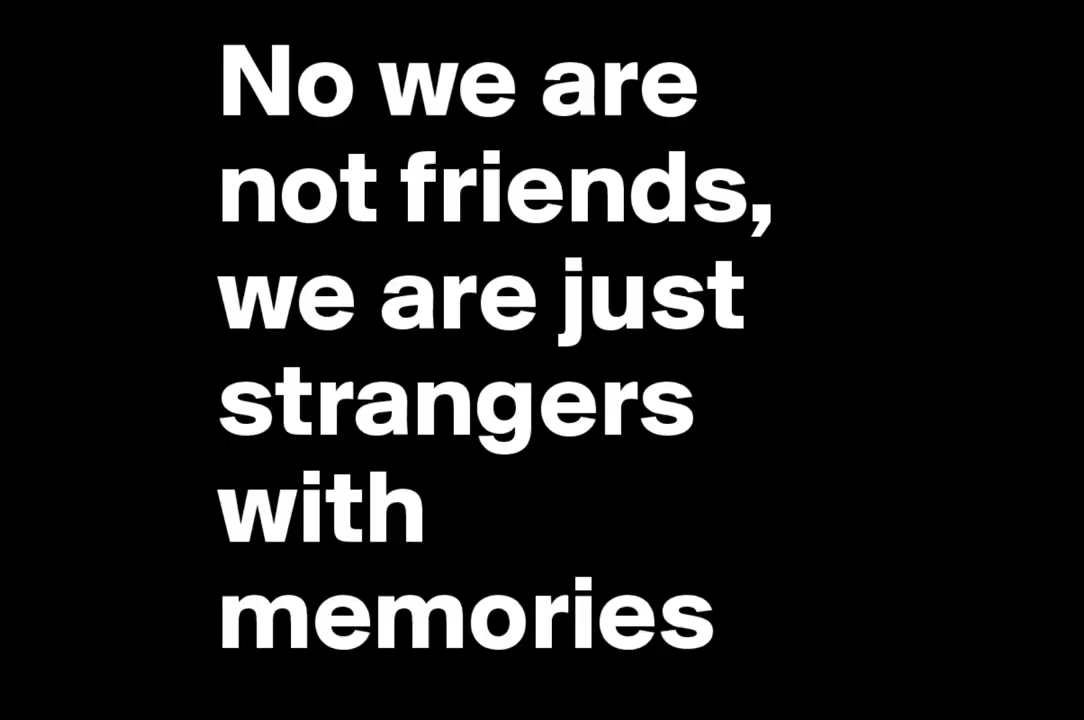 No we are
not friends,
we are just
strangers
with
memories